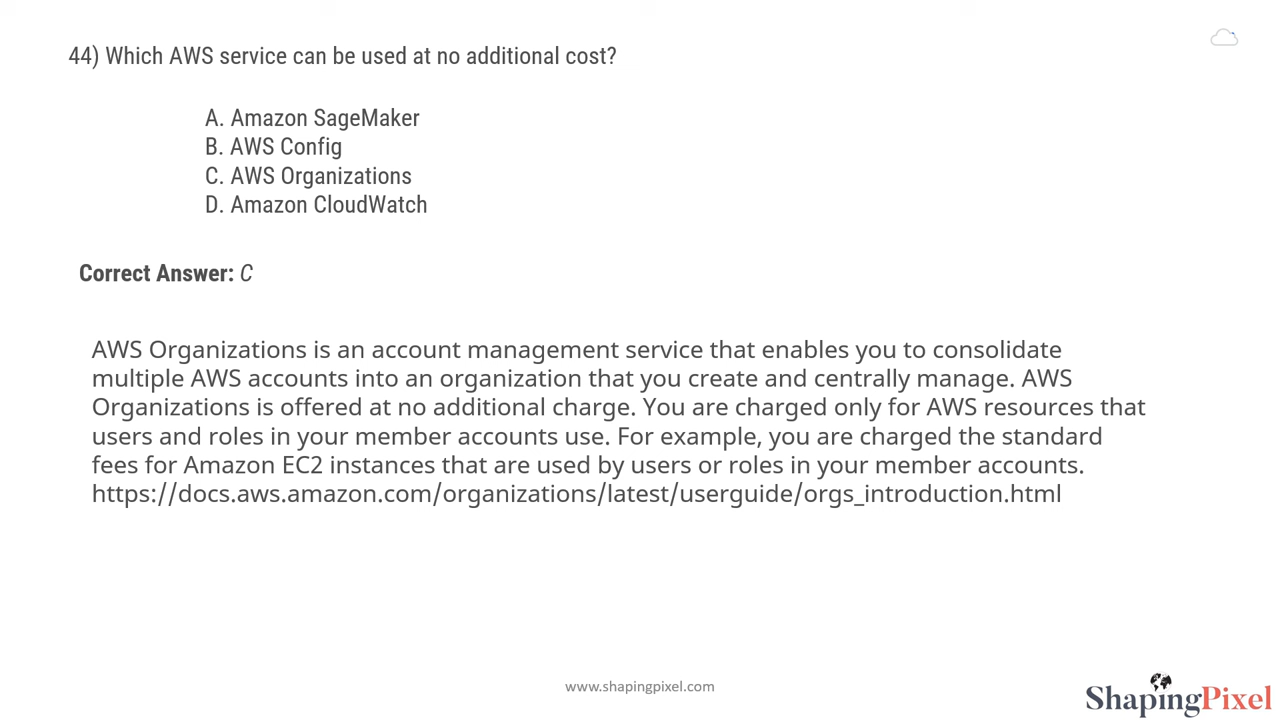 44) Which AWS service can be used at no additional cost?
A. Amazon SageMaker
B. AWS Config
C. AWS Organizations
D. Amazon CloudWatch
Correct Answer: C
AWS Organizations is an account management service that enables you to consolidate
multiple AWS accounts into an organization that you create and centrally manage. AWS
Organizations is offered at no additional charge. You are charged only for AWS resources that
users and roles in your member accounts use. For example, you are charged the standard
fees for Amazon EC2 instances that are used by users or roles in your member accounts.
https://docs.aws.amazon.com/organizations/latest/userguide/orgs_introduction.html
www.shapingpixel.com
ShapingPixel